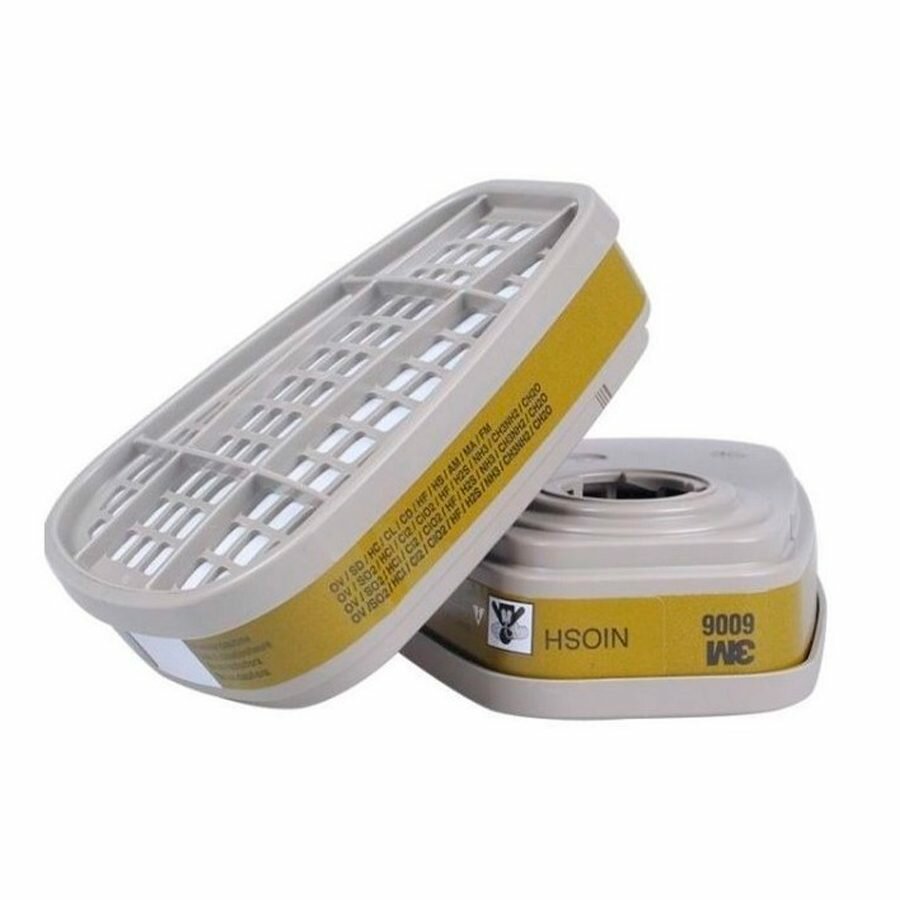 OV / SD / HC / CL / CD / HF / HS / AM / MA / FM
OV / SO2 / HCl / Cl2 / ClO2 / HF / H2S / NH3 / CH3NH2 / CH2O
OV / SO2 / HCl / Cl2 / ClO2 / HF / H2S / NH3 / CH3NH2 / CH2O
OV / SO2 / HCl / Cl2 / ClO2 / HF / H2S / NH3 / CH3NH2 / CH2O
3M
6006
NIOSH